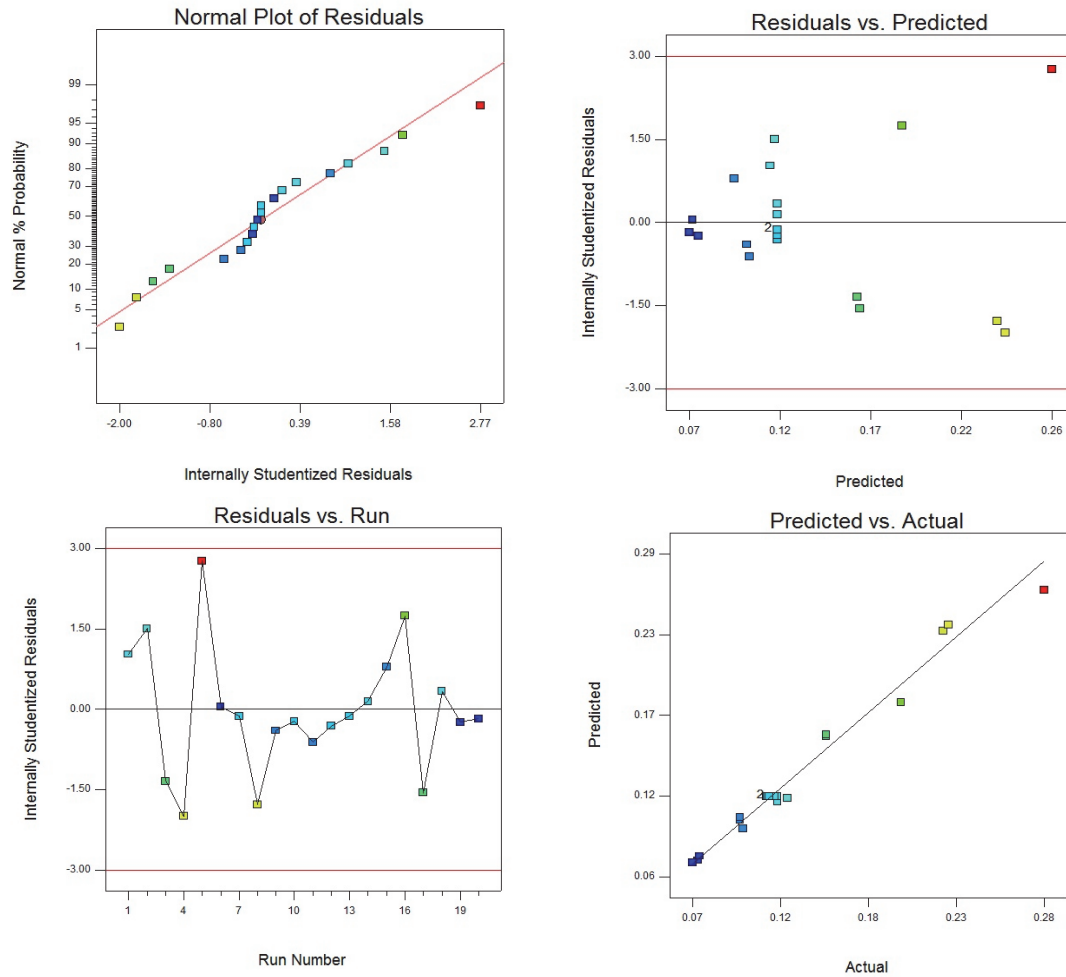 Normal Plot of Residuals
Normal % Probability
99
95
90
80
70
50
30
20
10
5
1
-2.00 -0.80 0.39 1.58 2.77
Internally Studentized Residuals
Residuals vs. Predicted
Internally Studentized Residuals
3.00
1.50
0.00
-1.50
-3.00
2
0.07 0.12 0.17 0.22 0.26
Predicted
Residuals vs. Run
Internally Studentized Residuals
3.00
1.50
0.00
-1.50
-3.00
1 4 7 10 13 16 19
Run Number
Predicted vs. Actual
Predicted
0.29
0.23
0.17
0.12
0.06
2
0.07 0.12 0.18 0.23 0.28
Actual